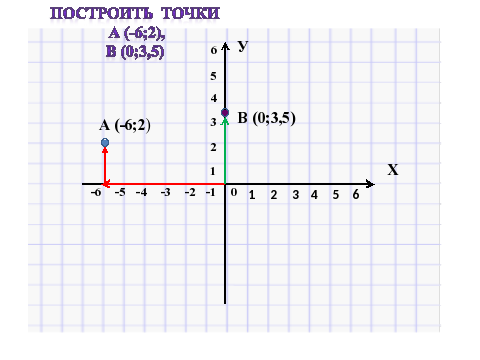 ПОСТРОИТЬ ТОЧКИ
А (-6;2),
В (0;3,5)
У
6
5
4
3
2
1
А (-6;2)
В (0;3,5)
Х
-6 -5 -4 -3 -2 -1 0 1 2 3 4 5 6